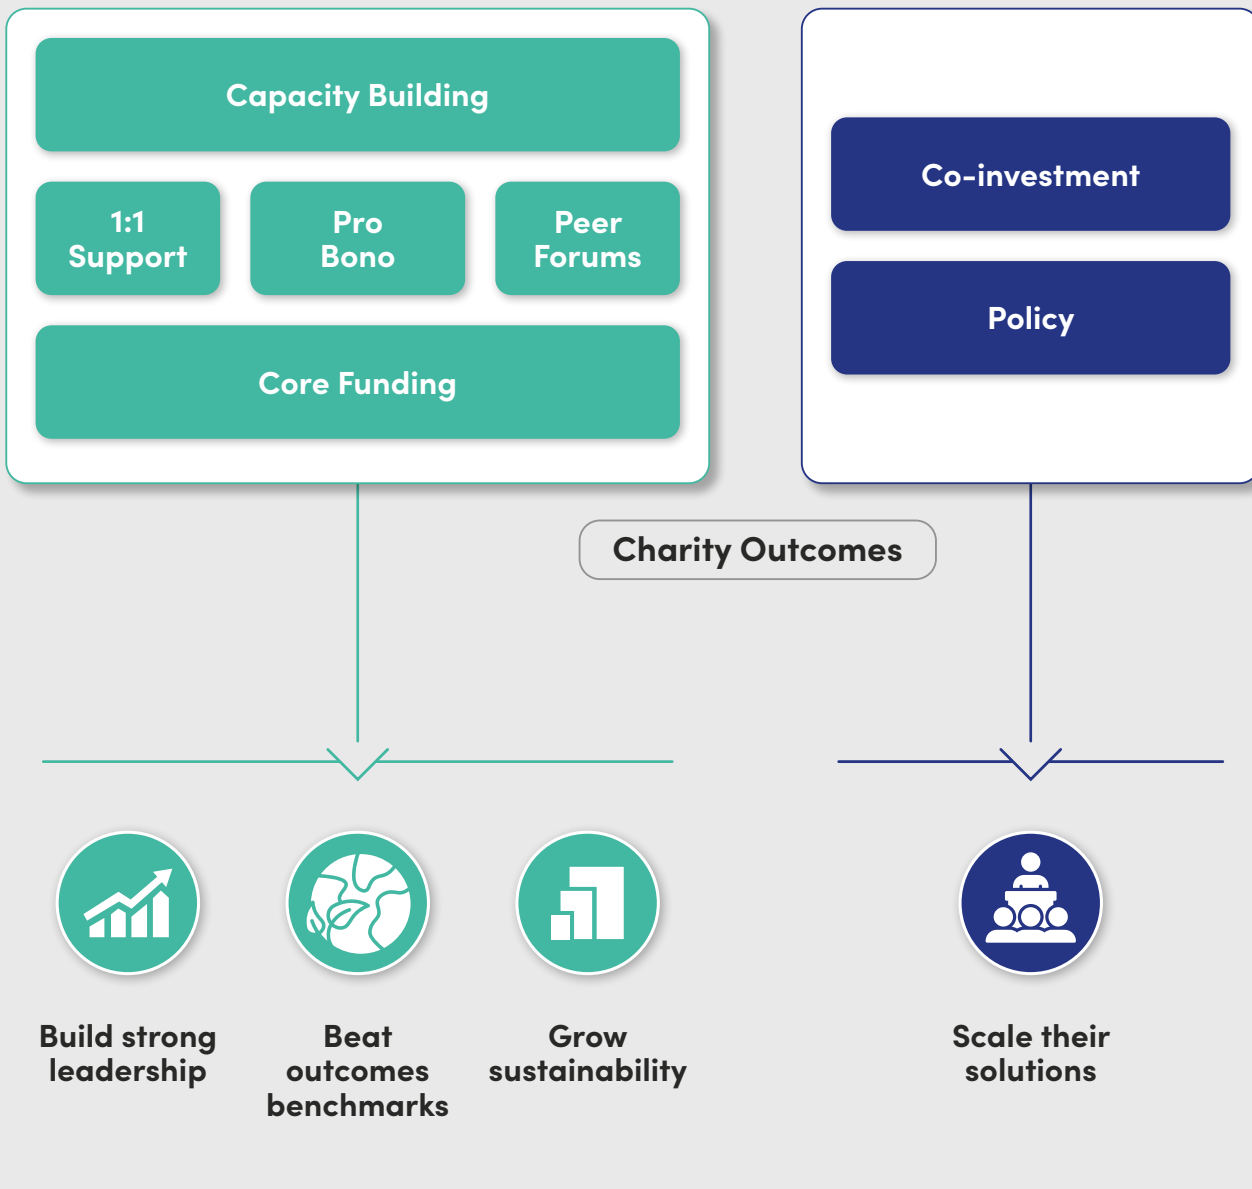 Capacity Building
1:1
Support
Pro
Bono
Peer
Forums
Core Funding
Co-investment
Policy
Charity Outcomes
Build strong
leadership
Beat
outcomes
benchmarks
Grow
sustainability
Scale their
solutions